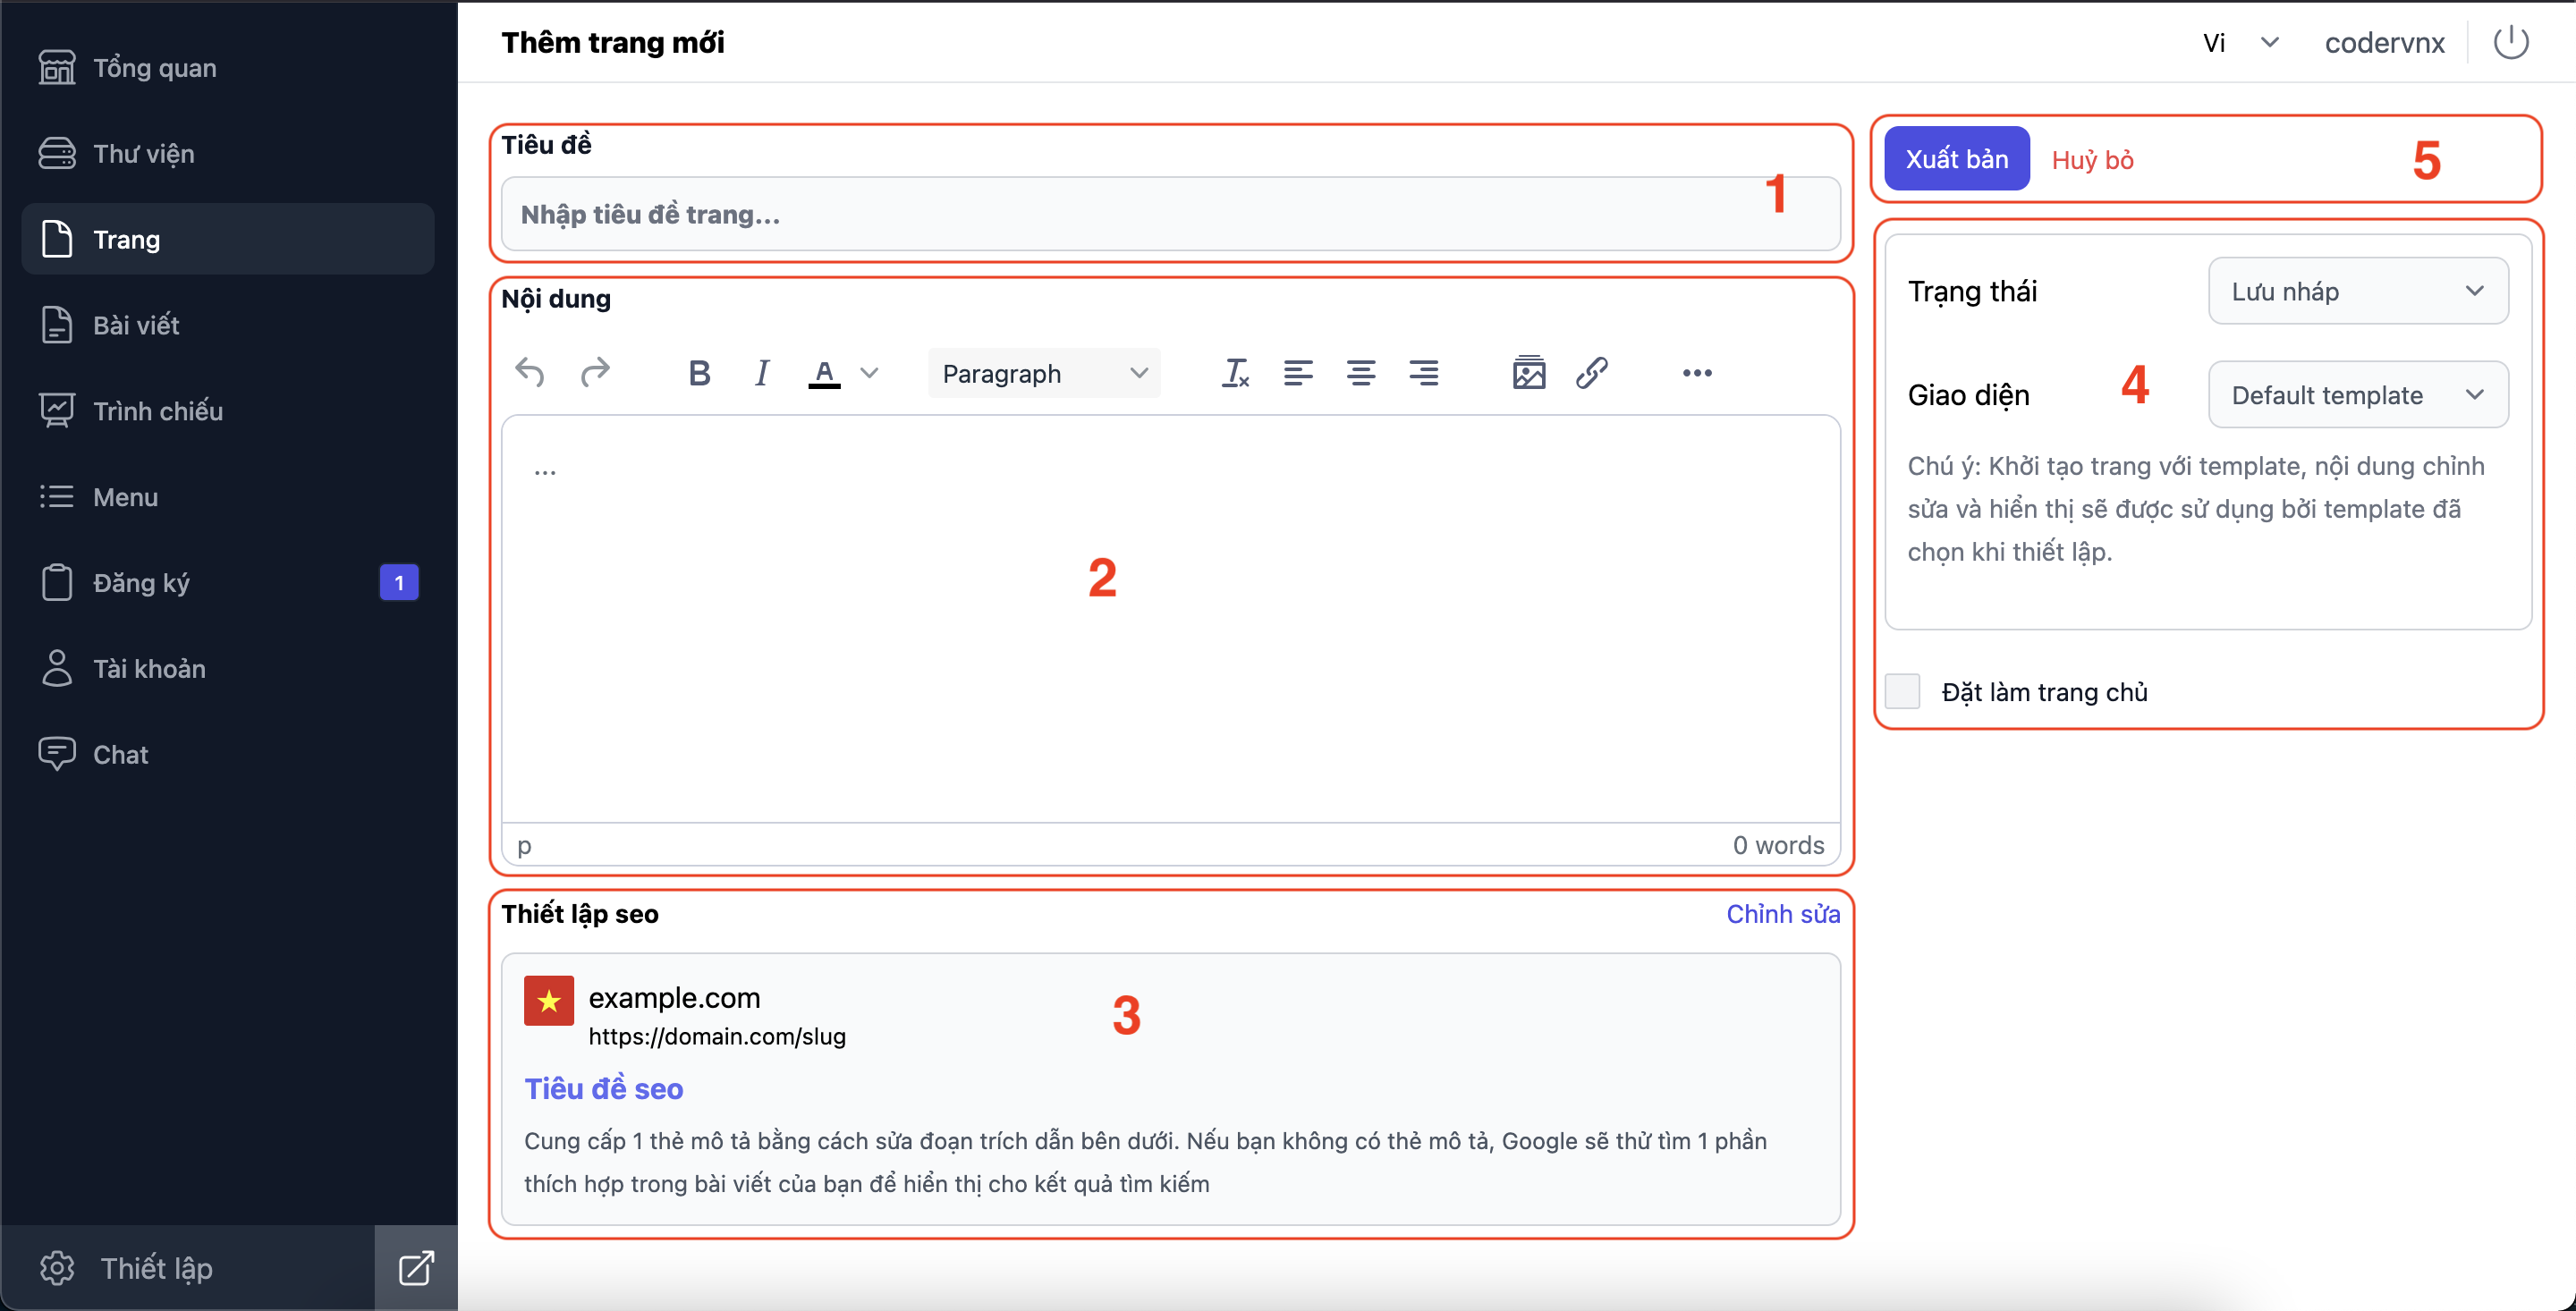 Tổng quan
Thư viện
Trang
Bài viết
Trình chiếu
Menu
Đăng ký
1
Tài khoản
Chat
Thiết lập
Thêm trang mới
Vi
codervnx
Tiêu đề
Nhập tiêu đề trang...
1
Nội dung
B I A Paragraph
...
2
p
0 words
Thiết lập seo
Chỉnh sửa
example.com
https://domain.com/slug
3
Tiêu đề seo
Cung cấp 1 thẻ mô tả bằng cách sửa đoạn trích dẫn bên dưới. Nếu bạn không có thẻ mô tả, Google sẽ thử tìm 1 phần
thích hợp trong bài viết của bạn để hiển thị cho kết quả tìm kiếm
Xuất bản
Huỷ bỏ
5
Trạng thái
Lưu nháp
Giao diện
4
Default template
Chú ý: Khởi tạo trang với template, nội dung chỉnh
sửa và hiển thị sẽ được sử dụng bởi template đã
chọn khi thiết lập.
Đặt làm trang chủ